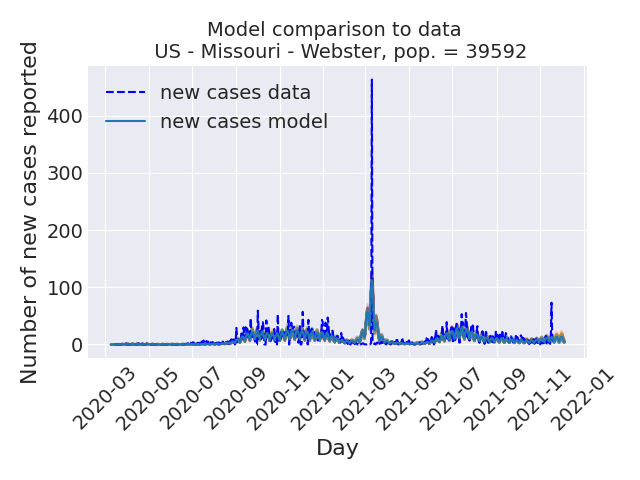 Model comparison to data
US - Missouri - Webster, pop. = 39592
Number of new cases reported
400
300
200
100
0
new cases data
new cases model
2020-03
2020-05
2020-07
2020-09
2020-11
2021-01
2021-03
2021-05
2021-07
2021-09
2021-11
2022-01
Day